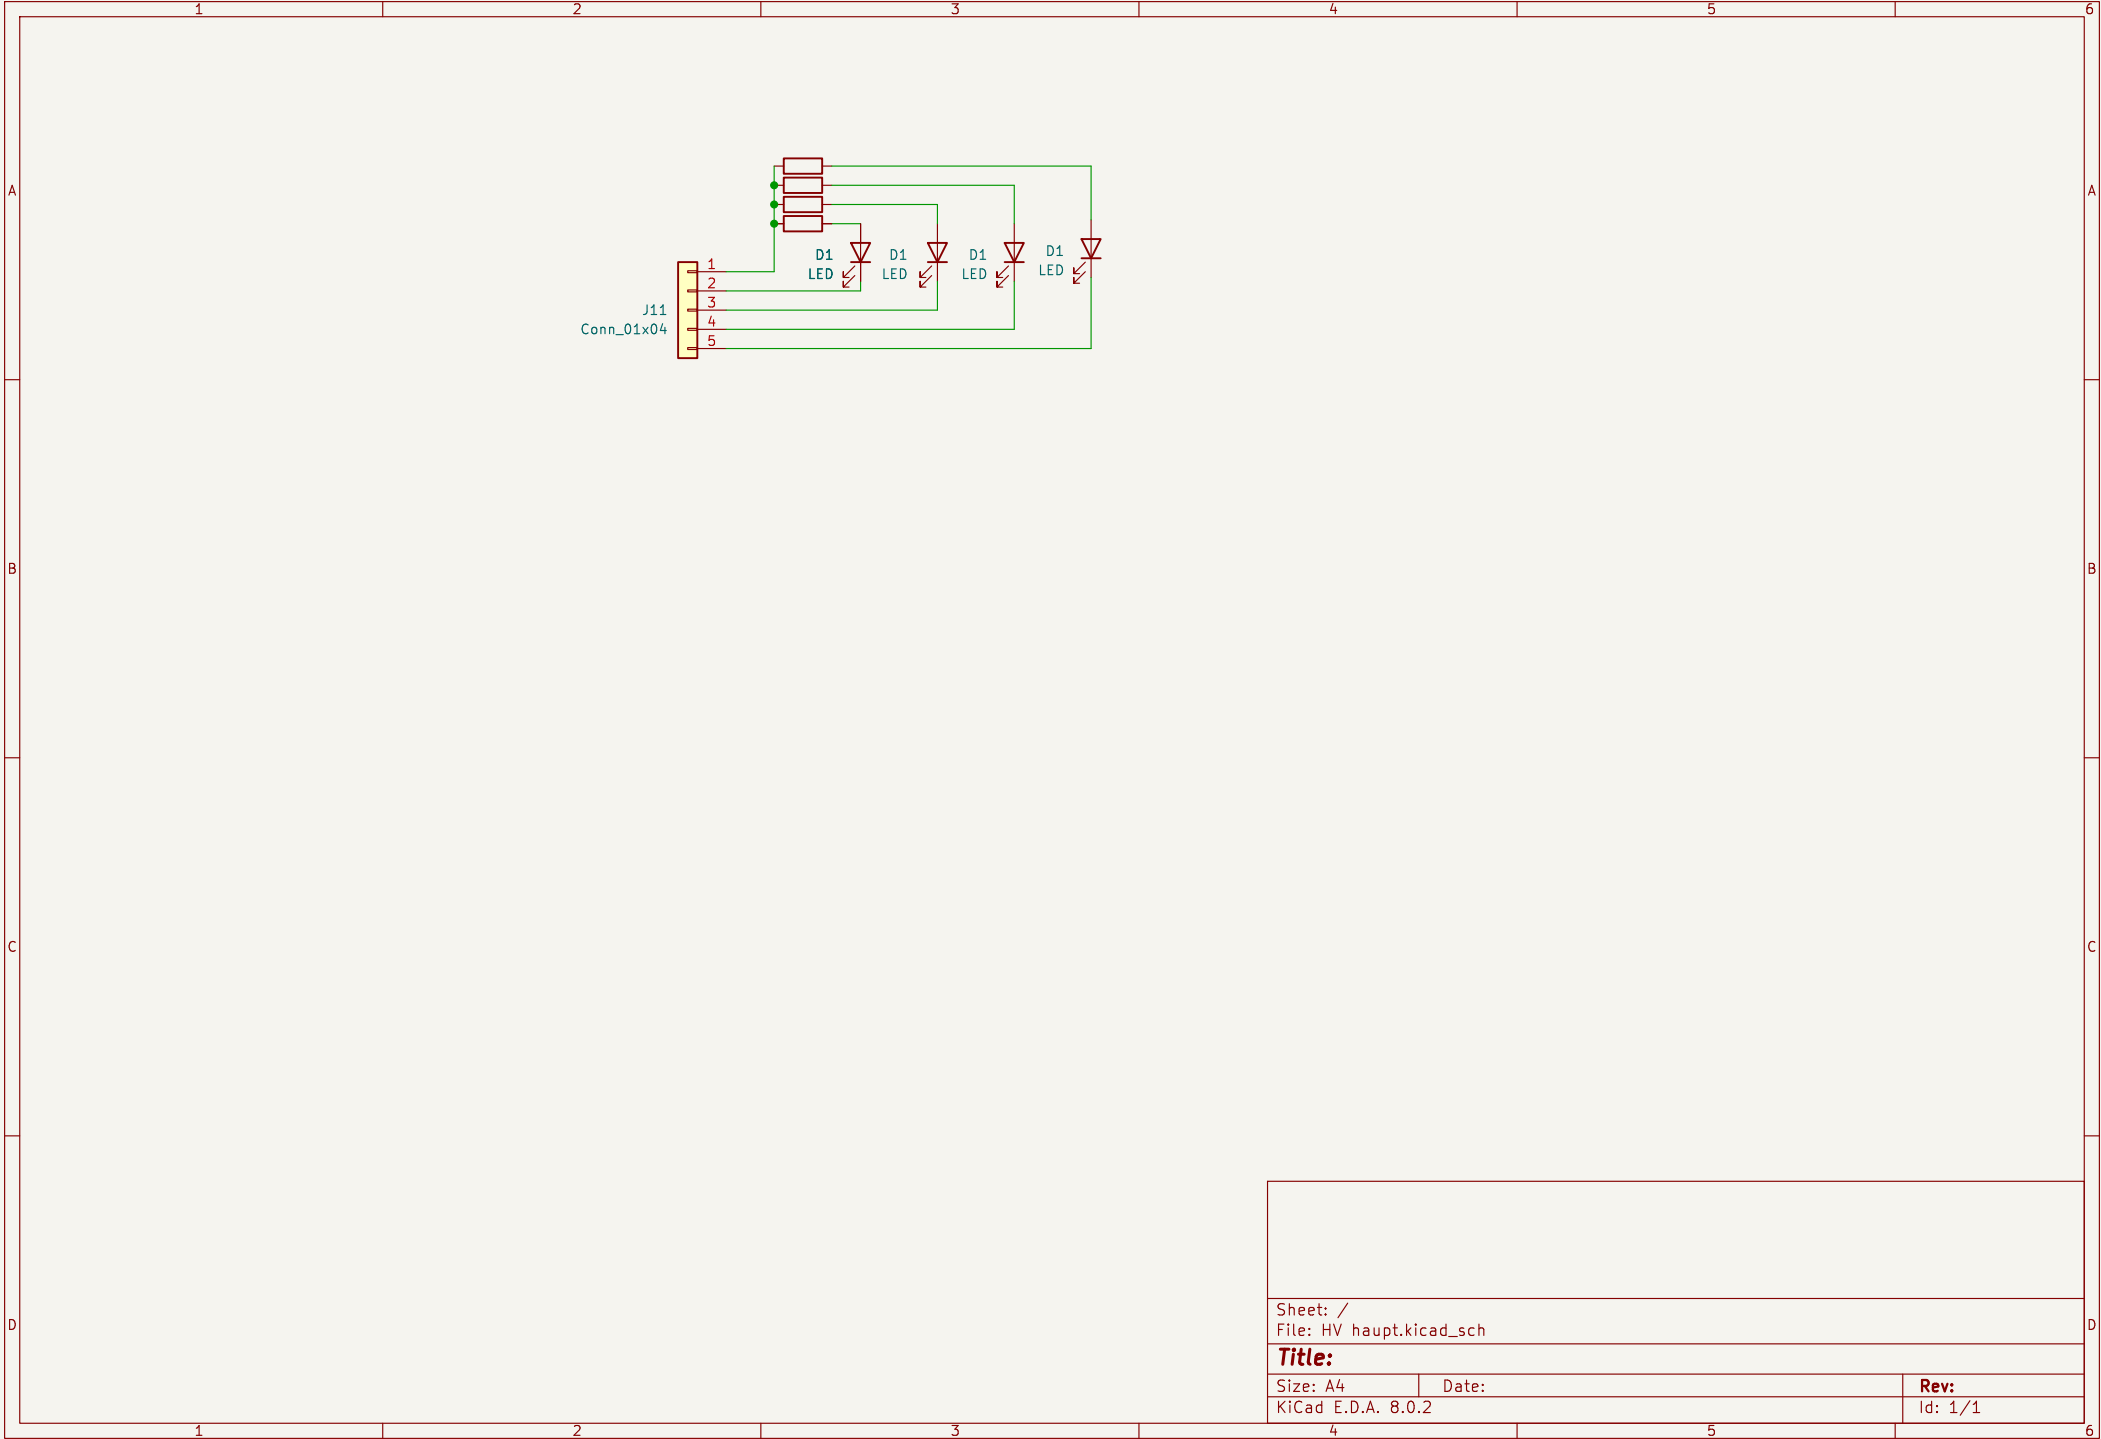 1 2 3 4 5 6
A A
D1 D1 D1 D1
LED LED LED LED
1
2
3
4
5
J11
Conn_01x04
B B
C C
D D
Sheet: /
File: HV haupt.kicad_sch
Title:
Size: A4 Date: Rev:
KiCad E.D.A. 8.0.2 Id: 1/1
1 2 3 4 5 6